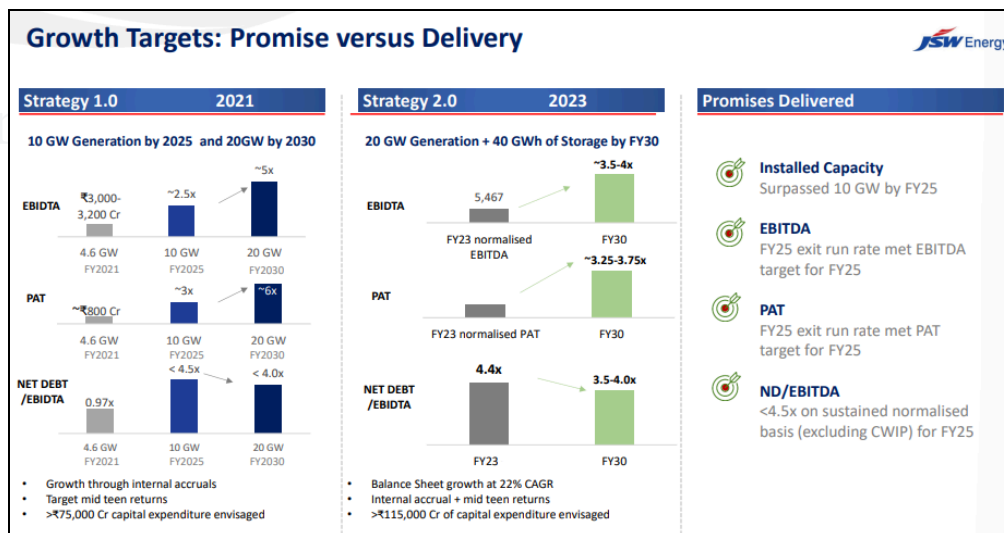 Growth Targets: Promise versus Delivery
JSW Energy
Strategy 1.0 2021
10 GW Generation by 2025 and 20GW by 2030
EBIDTA
₹3,000-
3,200 Cr
~2.5x
~5x
4.6 GW 10 GW 20 GW
FY2021 FY2025 FY2030
PAT
~₹800 Cr
~3x
~6x
4.6 GW 10 GW 20 GW
FY2021 FY2025 FY2030
NET DEBT
/EBIDTA
0.97x
< 4.5x
< 4.0x
4.6 GW 10 GW 20 GW
FY2021 FY2025 FY2030
• Growth through internal accruals
• Target mid teen returns
• >₹75,000 Cr capital expenditure envisaged
Strategy 2.0 2023
20 GW Generation + 40 GWh of Storage by FY30
EBIDTA
5,467
~3.5-4x
FY23 normalised
EBITDA
FY30
PAT
~3.25-3.75x
FY23 normalised PAT FY30
NET DEBT
/EBIDTA
4.4x
3.5-4.0x
FY23 FY30
• Balance Sheet growth at 22% CAGR
• Internal accrual + mid teen returns
• >₹115,000 Cr of capital expenditure envisaged
Promises Delivered
Installed Capacity
Surpassed 10 GW by FY25
EBITDA
FY25 exit run rate met EBITDA
target for FY25
PAT
FY25 exit run rate met PAT
target for FY25
ND/EBITDA
<4.5x on sustained normalised
basis (excluding CWIP) for FY25